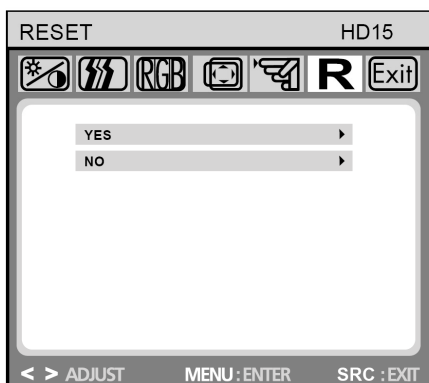 RESET HD15
RGB R Exit
YES
NO
< > ADJUST MENU : ENTER SRC : EXIT